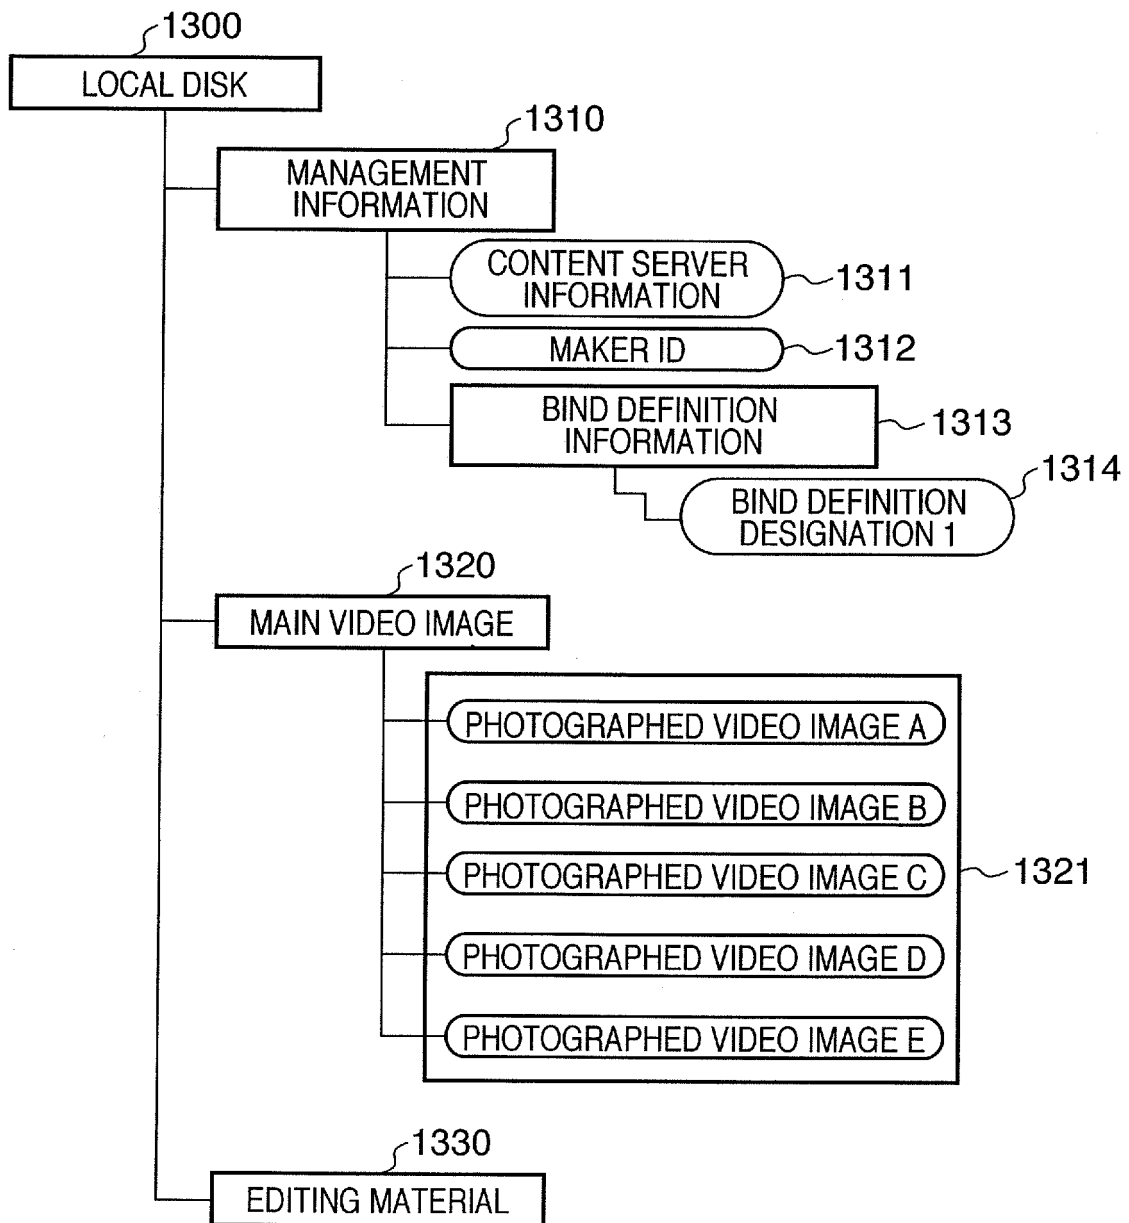 1300
LOCAL DISK
1310
MANAGEMENT
INFORMATION
CONTENT SERVER
INFORMATION
1311
MAKER ID
1312
BIND DEFINITION
INFORMATION
1313
1314
BIND DEFINITION
DESIGNATION 1
1320
MAIN VIDEO IMAGE
PHOTOGRAPHED VIDEO IMAGE A
PHOTOGRAPHED VIDEO IMAGE B
PHOTOGRAPHED VIDEO IMAGE C
1321
PHOTOGRAPHED VIDEO IMAGE D
PHOTOGRAPHED VIDEO IMAGE E
1330
EDITING MATERIAL